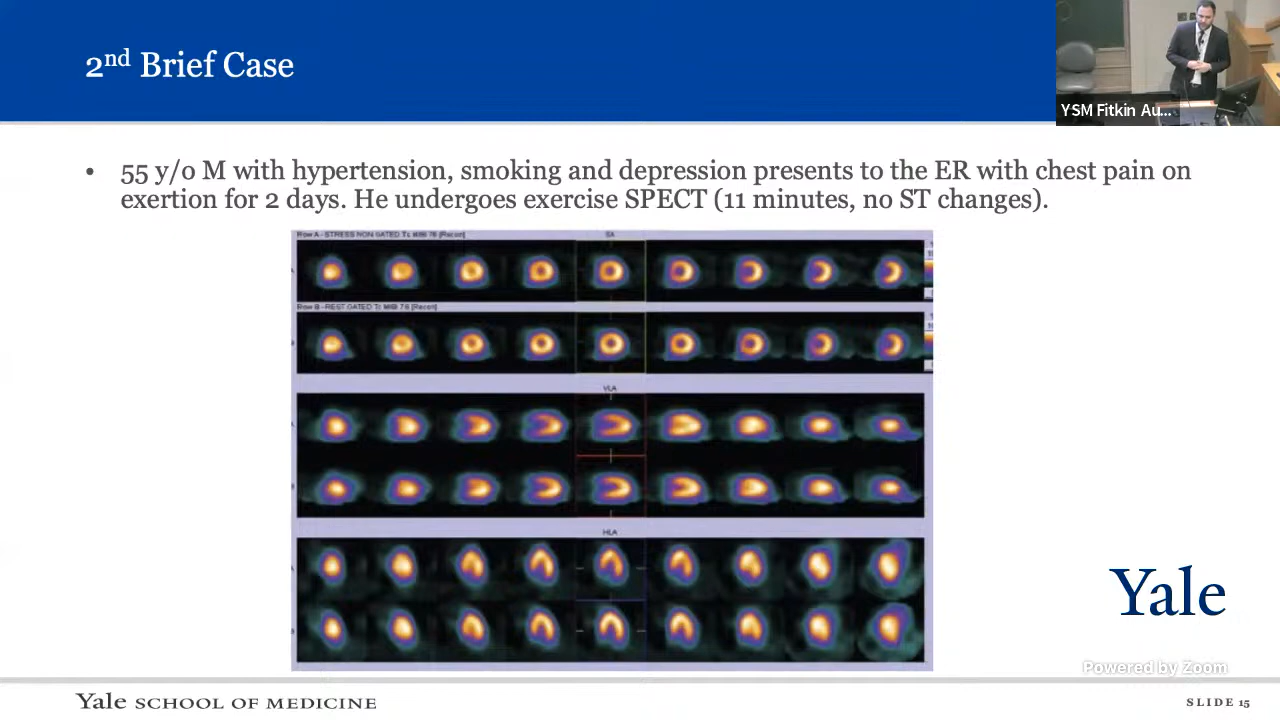 2nd Brief Case
YSM Fitkin Au...
• 55 y/o M with hypertension, smoking and depression presents to the ER with chest pain on
exertion for 2 days. He undergoes exercise SPECT (11 minutes, no ST changes).
SA
VLA
HLA
Yale
Powered by Zoom
Yale SCHOOL OF MEDICINE
SLIDE 15